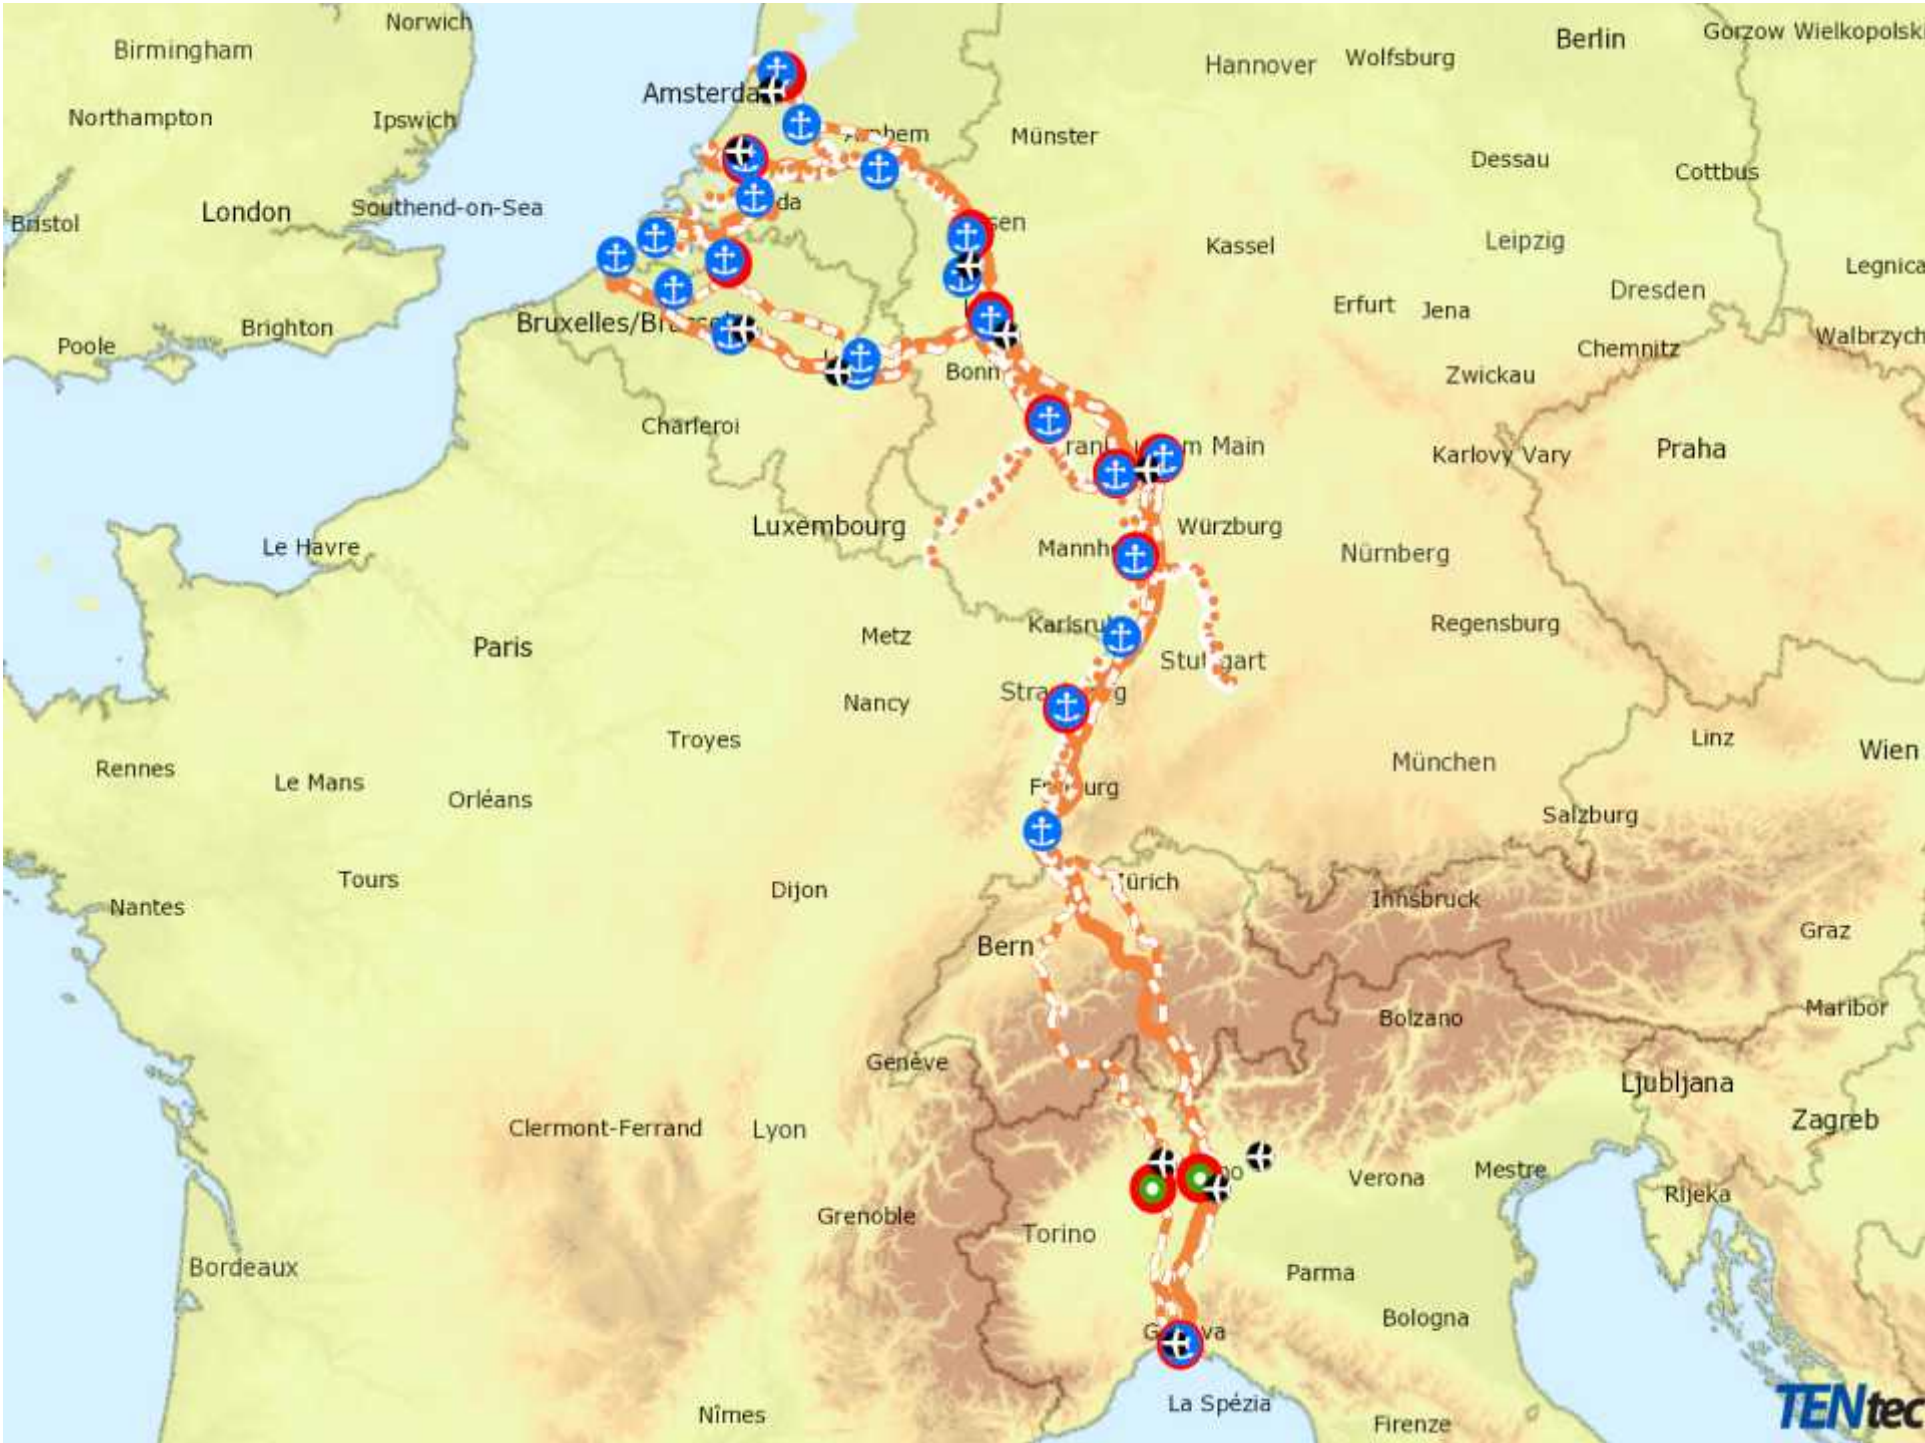 Norwich
Birmingham
Berlin
Gorzow Wielkopolski
Hannover
Wolfsburg
Northampton
Ipswich
Münster
Dessau
Cottbus
London
Southend-on-Sea
Bristol
Kassel
Leipzig
Legnica
Dresden
Erfurt
Jena
Brighton
Poole
Walbrzych
Chemnitz
Bonn
Zwickau
Charleroi
Praha
Karlovy Vary
Luxembourg
Würzburg
Le Havre
Nürnberg
Metz
Paris
Regensburg
Nancy
Troyes
Linz
Wien
Rennes
Le Mans
Orléans
München
Salzburg
Tours
Dijon
Nantes
Innsbruck
Bern
Graz
Maribor
Bolzano
Genève
Ljubljana
Zagreb
Clermont-Ferrand
Lyon
Verona
Mestre
Rijeka
Grenoble
Torino
Bordeaux
Parma
Bologna
La Spézia
Nîmes
Firenze
TENtec